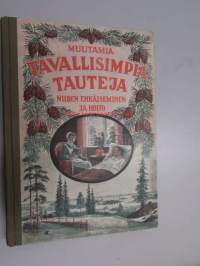 MUUTAMIA
TAVALLISIMPIA
TAUTEJA
NIIDEN EHKÄISEMINEN
JA HOITO